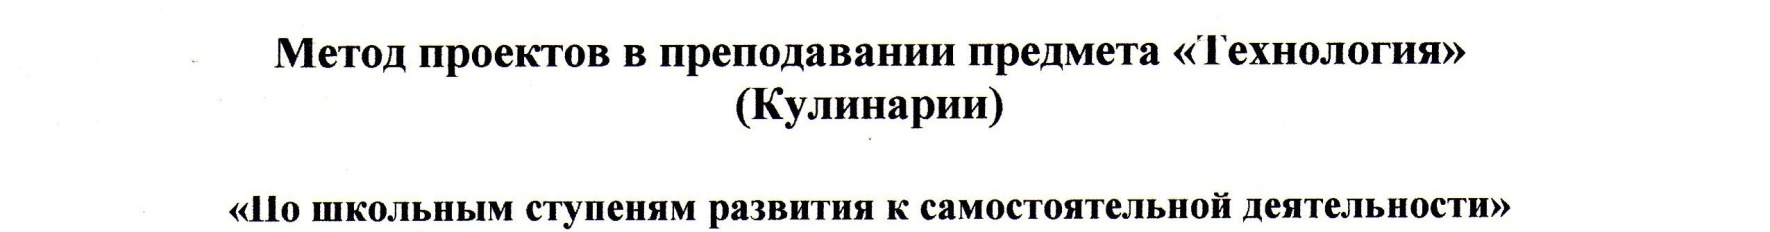 Метод проектов в преподавании предмета «Технология»
(Кулинарии)
«По школьным ступеням развития к самостоятельной деятельности»